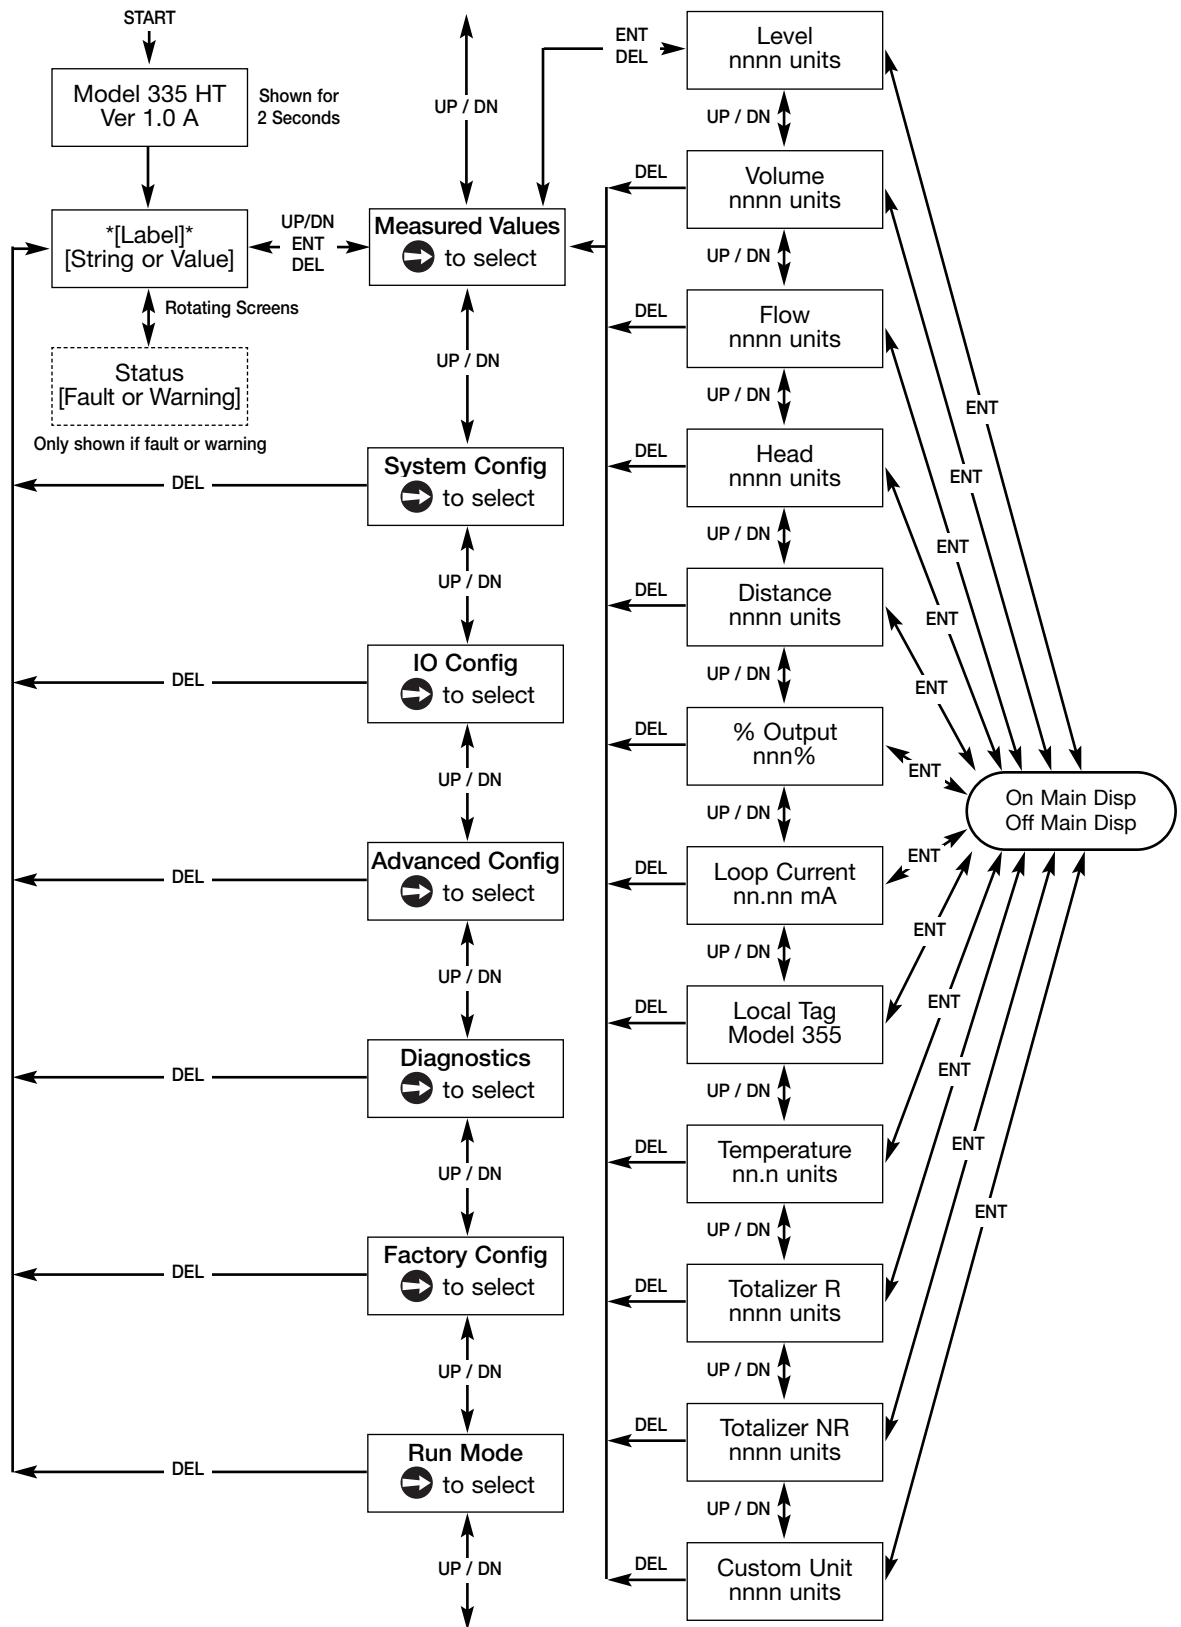 START
Model 335 HT
Ver 1.0 A
Shown for
2 Seconds
*[Label]*
[String or Value]
UP/DN
ENT
DEL
Rotating Screens
Status
[Fault or Warning]
Only shown if fault or warning
UP / DN
Measured Values
to select
UP / DN
System Config
to select
DEL
UP / DN
IO Config
to select
DEL
UP / DN
Advanced Config
to select
DEL
UP / DN
Diagnostics
to select
DEL
UP / DN
Factory Config
to select
DEL
UP / DN
Run Mode
to select
DEL
UP / DN
ENT
DEL
Level
nnnn units
UP / DN
DEL
Volume
nnnn units
UP / DN
DEL
Flow
nnnn units
UP / DN
DEL
Head
nnnn units
UP / DN
DEL
Distance
nnnn units
UP / DN
DEL
% Output
nnn%
UP / DN
DEL
Loop Current
nn.nn mA
UP / DN
DEL
Local Tag
Model 355
UP / DN
DEL
Temperature
nn.n units
UP / DN
DEL
Totalizer R
nnnn units
UP / DN
DEL
Totalizer NR
nnnn units
UP / DN
DEL
Custom Unit
nnnn units
ENT
ENT
ENT
ENT
ENT
ENT
On Main Disp
Off Main Disp
ENT
ENT
ENT
ENT
ENT
ENT